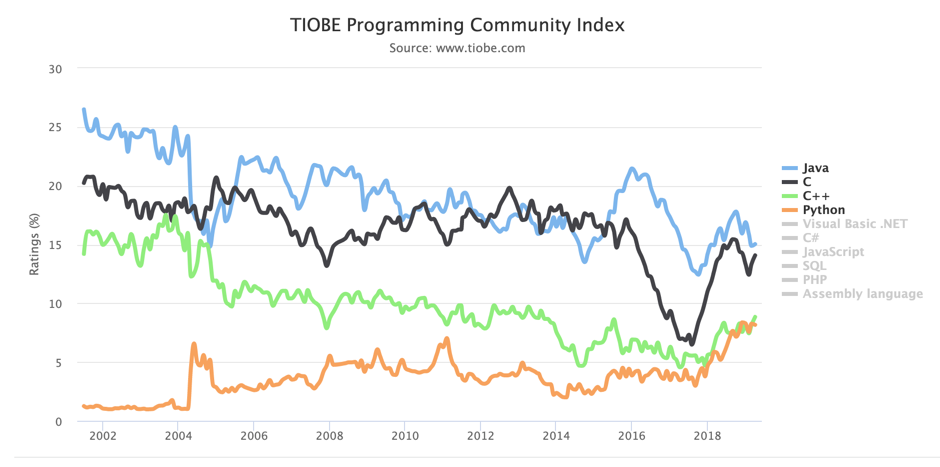 TIOBE Programming Community Index
Source: www.tiobe.com
Ratings (%)
30
25
20
15
10
5
0
2002 2004 2006 2008 2010 2012 2014 2016 2018
Java
C
C++
Python
Visual Basic .NET
C#
JavaScript
SQL
PHP
Assembly language